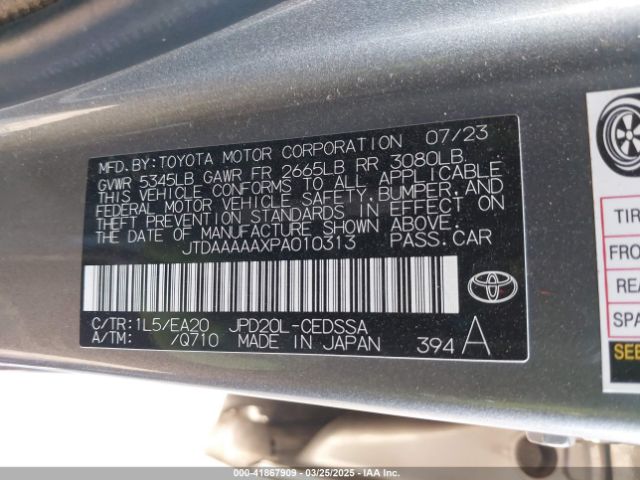 MFD. BY: TOYOTA MOTOR CORPORATION 07/23
GVWR 5345LB GAWR FR 2665LB RR 3080LB
THIS VEHICLE CONFORMS TO ALL APPLICABLE
FEDERAL MOTOR VEHICLE SAFETY, BUMPER, AND
THEFT PREVENTION STANDARDS IN EFFECT ON
THE DATE OF MANUFACTURE SHOWN ABOVE.
JTDAAAAAXPA010313 PASS. CAR
C/TR: 1L5/EA20 JPD20L-CEDSSA
A/TM: /Q710 MADE IN JAPAN 394 A
TIR
FRO
REA
SPA
SEE
000-41867909 - 03/25/2025 - IAA Inc.